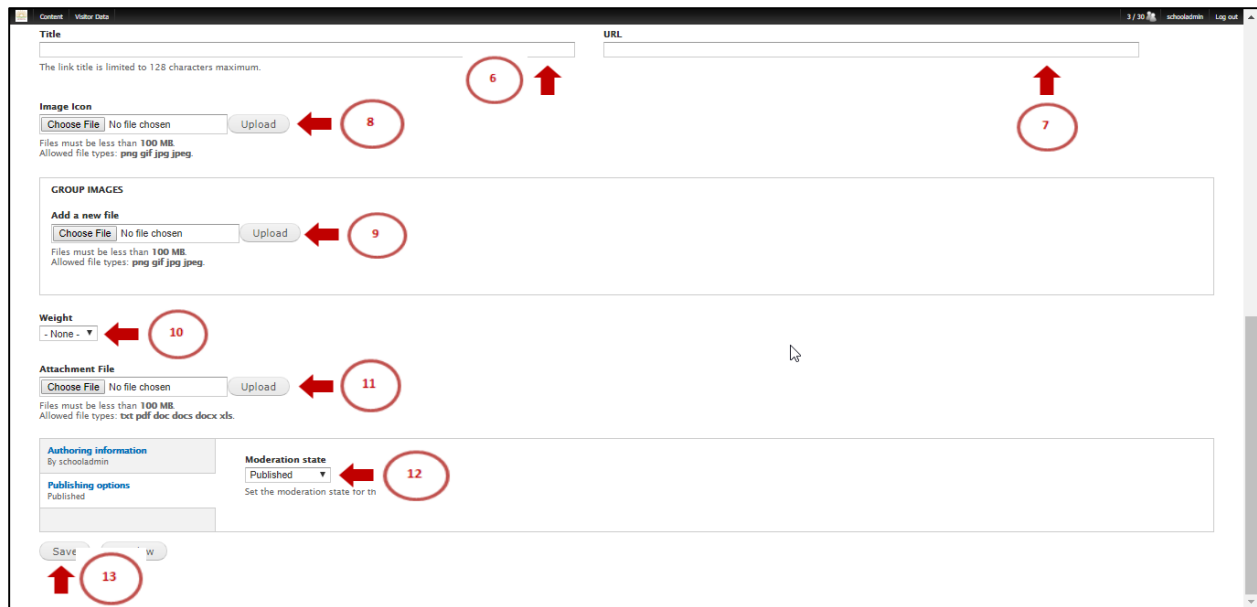 Content Visitor Data 3 / 30 schooladmin Log out
Title URL
The link title is limited to 128 characters maximum.
6
7
Image Icon
Choose File No file chosen Upload 8
Files must be less than 100 MB.
Allowed file types: png gif jpg jpeg.
GROUP IMAGES
Add a new file
Choose File No file chosen Upload 9
Files must be less than 100 MB.
Allowed file types: png gif jpg jpeg.
Weight
- None - 10
Attachment File
Choose File No file chosen Upload 11
Files must be less than 100 MB.
Allowed file types: txt pdf doc docs docx xls.
Authoring information
By schooladmin
Publishing options
Published
Moderation state
Published 12
Set the moderation state for th
Save w
13